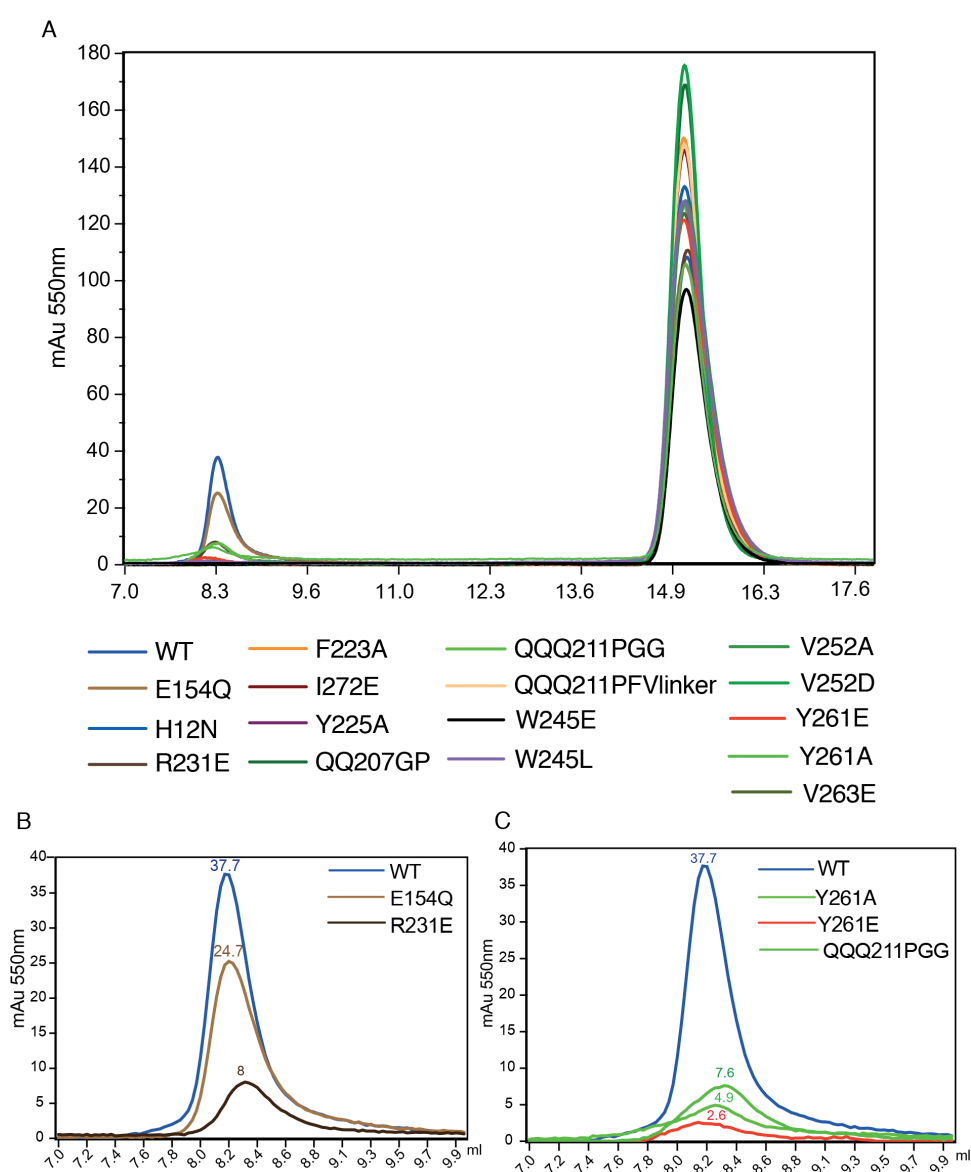 A
mAu 550nm
180
160
140
120
100
80
60
40
20
0
7.0 8.3 9.6 11.0 12.3 13.6 14.9 16.3 17.6
WT F223A QQQ211PGG V252A
E154Q I272E QQQ211PFVlinker V252D
H12N Y225A W245E Y261E
R231E QQ207GP W245L Y261A
V263E
B
mAu 550nm
40
35
30
25
20
15
10
5
0
37.7
24.7
8
WT
E154Q
R231E
7.0 7.2 7.4 7.6 7.8 8.0 8.2 8.4 8.6 8.8 9.1 9.3 9.5 9.7 9.9 ml
C
mAu 550nm
40
35
30
25
20
15
10
5
0
37.7
7.6
4.9
2.6
WT
Y261A
Y261E
QQQ211PGG
7.0 7.2 7.4 7.6 7.8 8.0 8.2 8.4 8.6 8.8 9.1 9.3 9.5 9.7 9.9 ml